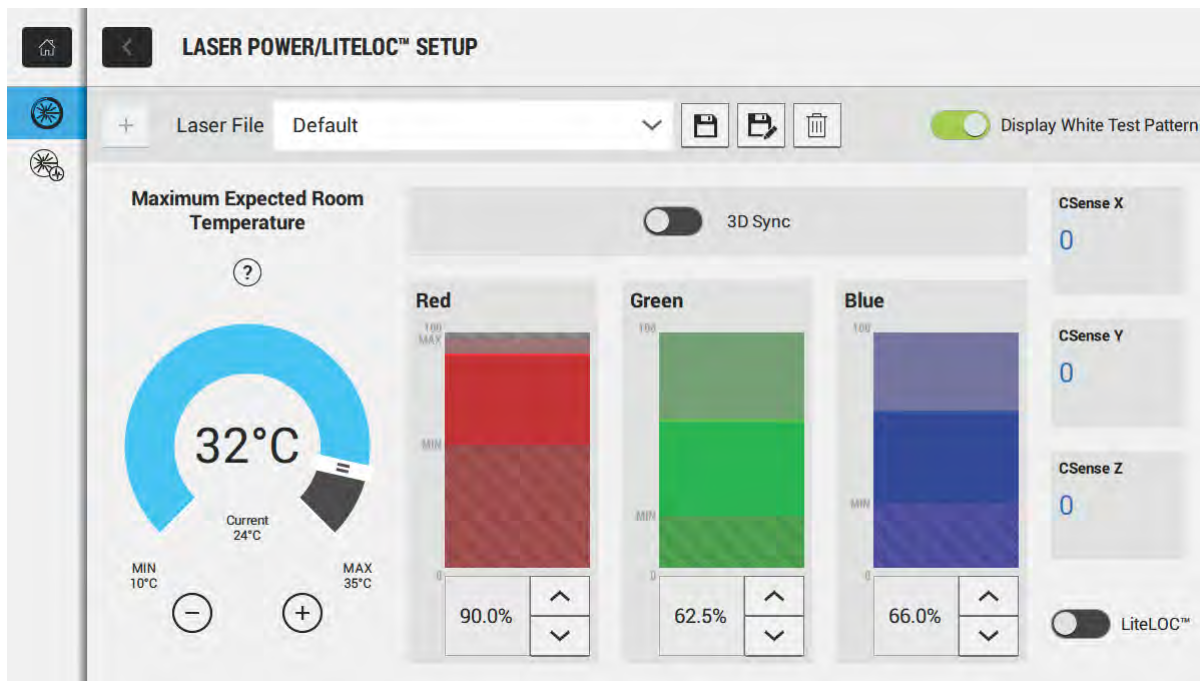 LASER POWER/LITELOC™ SETUP
+ Laser File Default
Display White Test Pattern
Maximum Expected Room
Temperature
?
32°C
Current
24°C
MIN
10°C
MAX
35°C
3D Sync
Red
100
MAX
MIN
0
90.0%
Green
100
MIN
0
62.5%
Blue
100
MIN
0
66.0%
CSense X
0
CSense Y
0
CSense Z
0
LiteLOC™